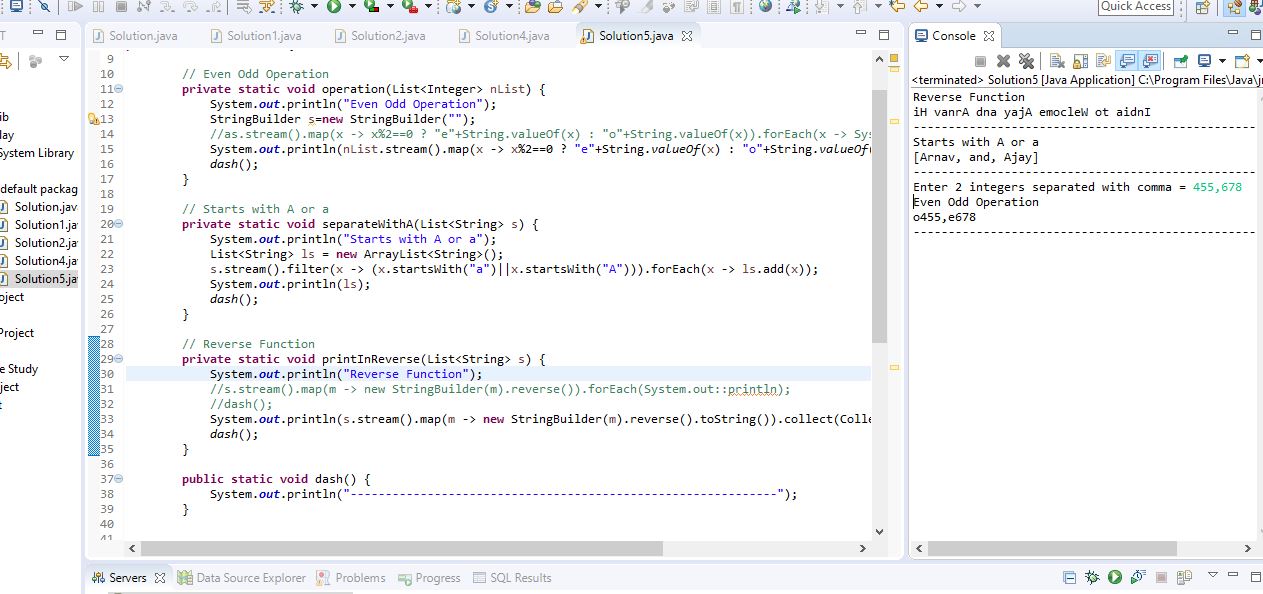 Quick Access
Solution.java
Solution1.java
Solution2.java
Solution4.java
Solution5.java
ib
lay
System Library
default packag
Solution.jav
Solution1.ja
Solution2.ja
Solution4.ja
Solution5.ja
oject
Project
e Study
ject
t
9
10 // Even Odd Operation
11 private static void operation(List<Integer> nList) {
12 System.out.println("Even Odd Operation");
13 StringBuilder s=new StringBuilder("");
14 //as.stream().map(x -> x%2==0 ? "e"+String.valueOf(x) : "o"+String.valueOf(x)).forEach(x -> Sys
15 System.out.println(nList.stream().map(x -> x%2==0 ? "e"+String.valueOf(x) : "o"+String.valueOf
16 dash();
17 }
18
19 // Starts with A or a
20 private static void separateWithA(List<String> s) {
21 System.out.println("Starts with A or a");
22 List<String> ls = new ArrayList<String>();
23 s.stream().filter(x -> (x.startsWith("a")||x.startsWith("A"))).forEach(x -> ls.add(x));
24 System.out.println(ls);
25 dash();
26 }
27
28 // Reverse Function
29 private static void printInReverse(List<String> s) {
30 System.out.println("Reverse Function");
31 //s.stream().map(m -> new StringBuilder(m).reverse()).forEach(System.out::println);
32 //dash();
33 System.out.println(s.stream().map(m -> new StringBuilder(m).reverse().toString()).collect(Colle
34 dash();
35 }
36
37 public static void dash() {
38 System.out.println("-------------------------------------------------------------");
39 }
40
41
Console
<terminated> Solution5 [Java Application] C:\Program Files\Java\jr
Reverse Function
iH vanrA dna yajA emocleW ot aidnI
-------------------------------------------------
Starts with A or a
[Arnav, and, Ajay]
-------------------------------------------------
Enter 2 integers separated with comma = 455,678
Even Odd Operation
o455,e678
-------------------------------------------------
Servers
Data Source Explorer
Problems
Progress
SQL Results